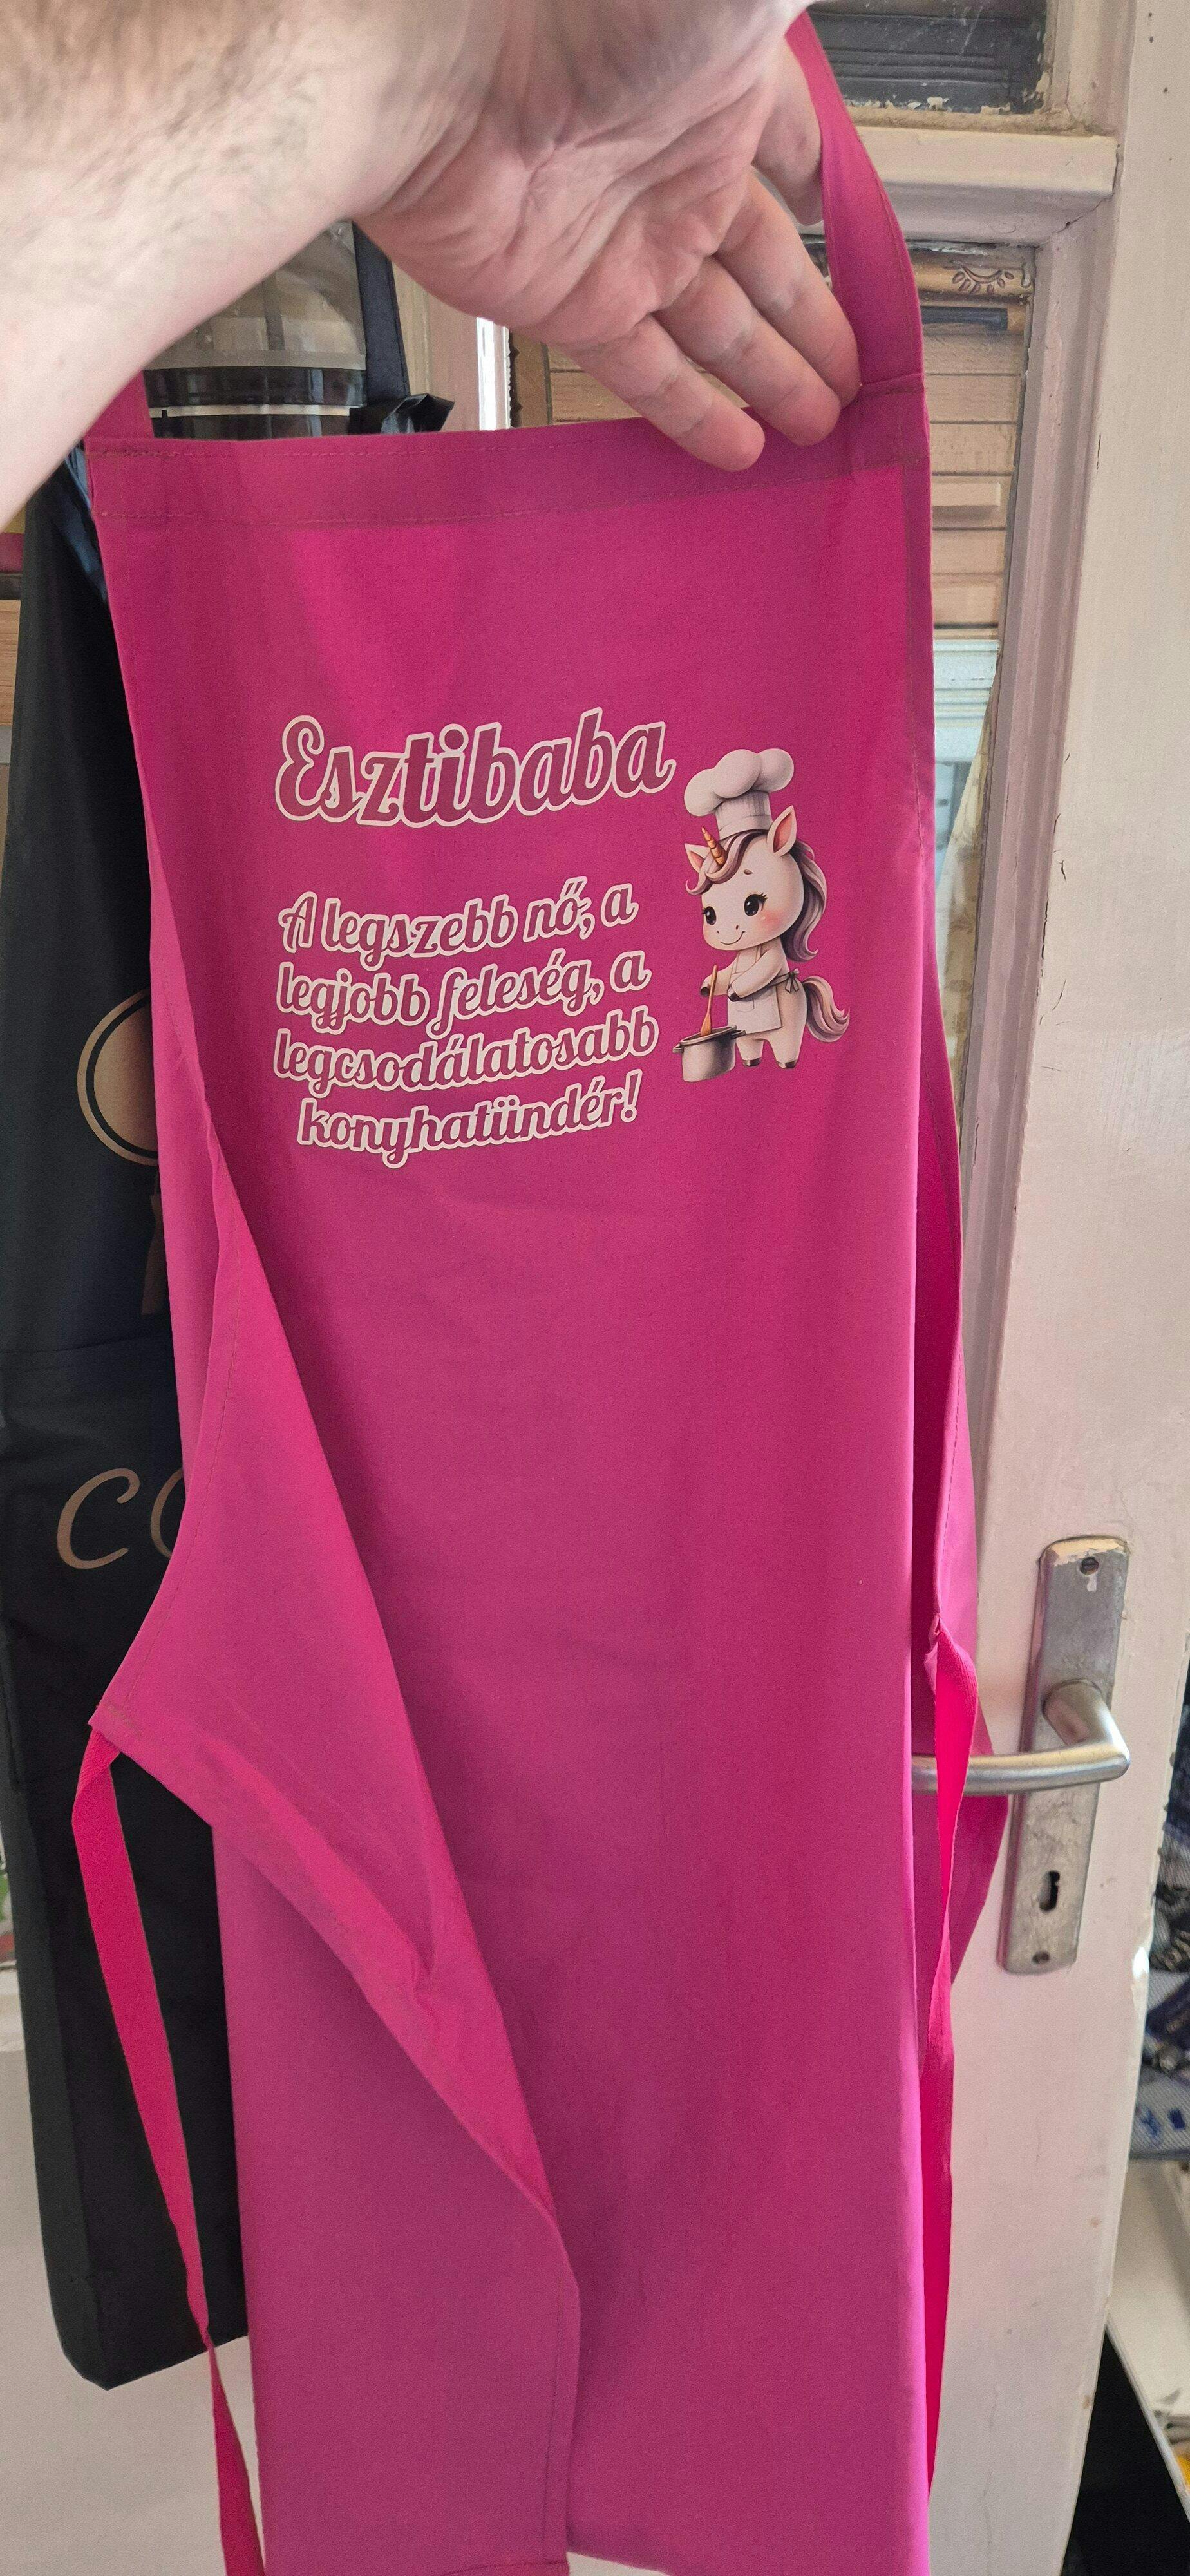 Esztibaba
A legszebb nő, a
legjobb feleség, a
legcsodálatosabb
konyhatündér!